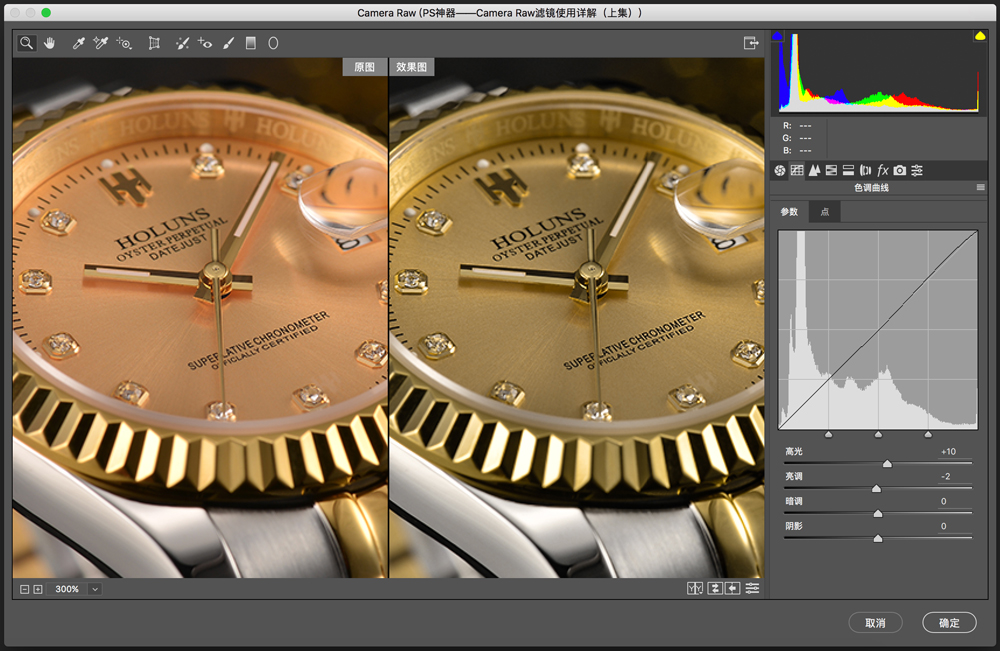 Camera Raw (PS神器——Camera Raw滤镜使用详解（上集）)
原图
效果图
HOLUNS
HOLUNS
HOLUNS
OYSTER PERPETUAL
DATEJUST
SUPERLATIVE CHRONOMETER
OFFICIALLY CERTIFIED
HOLUNS
HOLUNS
HOLUNS
OYSTER PERPETUAL
DATEJUST
SUPERLATIVE CHRONOMETER
OFFICIALLY CERTIFIED
R: ---
G: ---
B: ---
fx
色调曲线
参数
点
高光 +10
亮调 -2
暗调 0
阴影 0
300%
Y Y
取消
确定